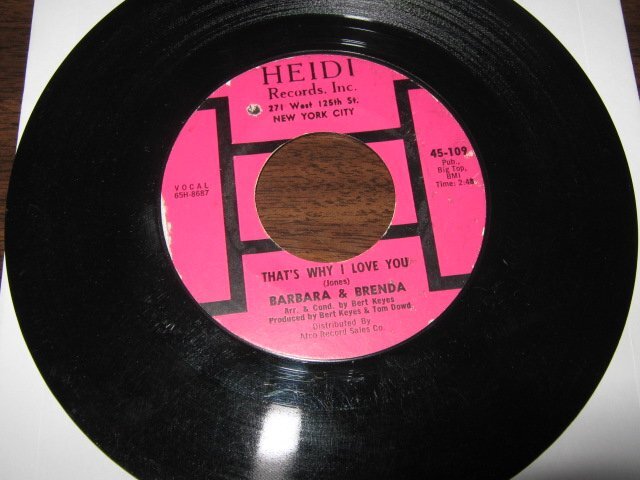 HEIDI
Records, Inc.
271 West 125th St.
NEW YORK CITY
45-109
Pub.,
Big Top,
BMI
Time: 2:48
VOCAL
65H-8687
THAT'S WHY I LOVE YOU
(Jones)
BARBARA & BRENDA
Arr. & Cond. by Bert Keyes
Produced by Bert Keyes & Tom Dowd
Distributed By
Atco Record Sales Co.